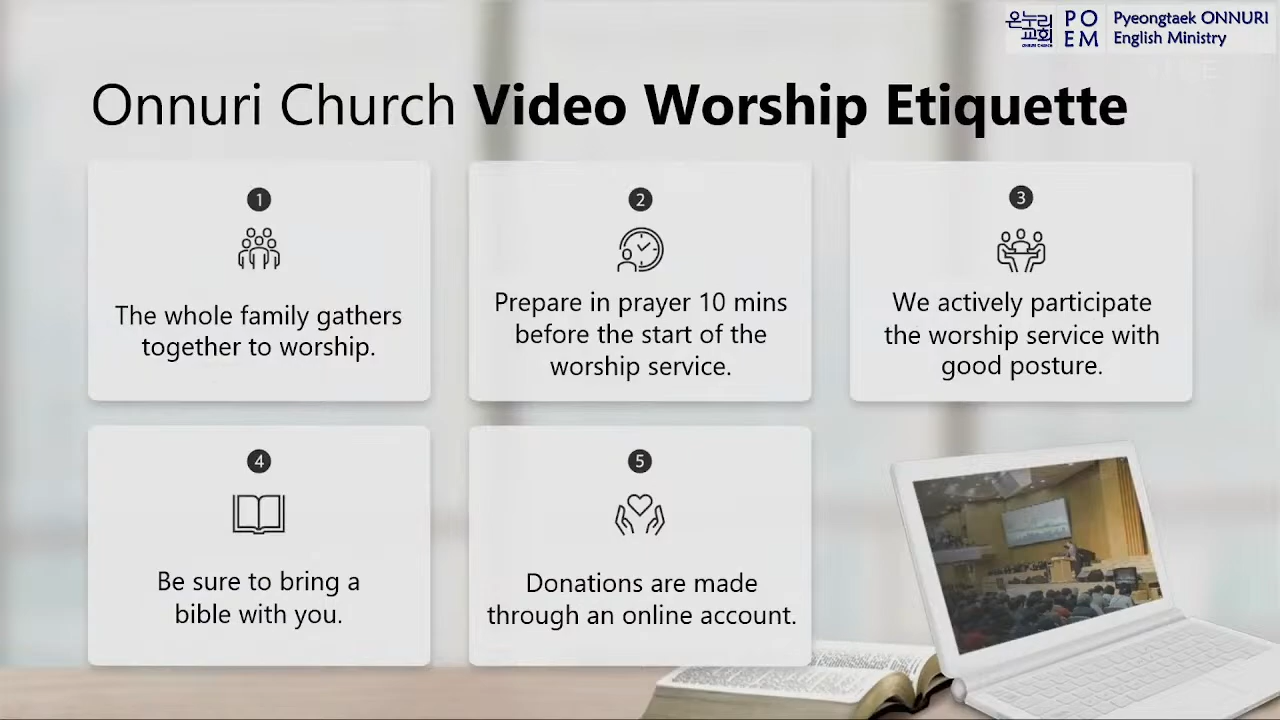 온누리
교회
ONNURI CHURCH
PO
EM
Pyeongtaek ONNURI
English Ministry
Onnuri Church Video Worship Etiquette
1
The whole family gathers
together to worship.
2
Prepare in prayer 10 mins
before the start of the
worship service.
3
We actively participate
the worship service with
good posture.
4
Be sure to bring a
bible with you.
5
Donations are made
through an online account.